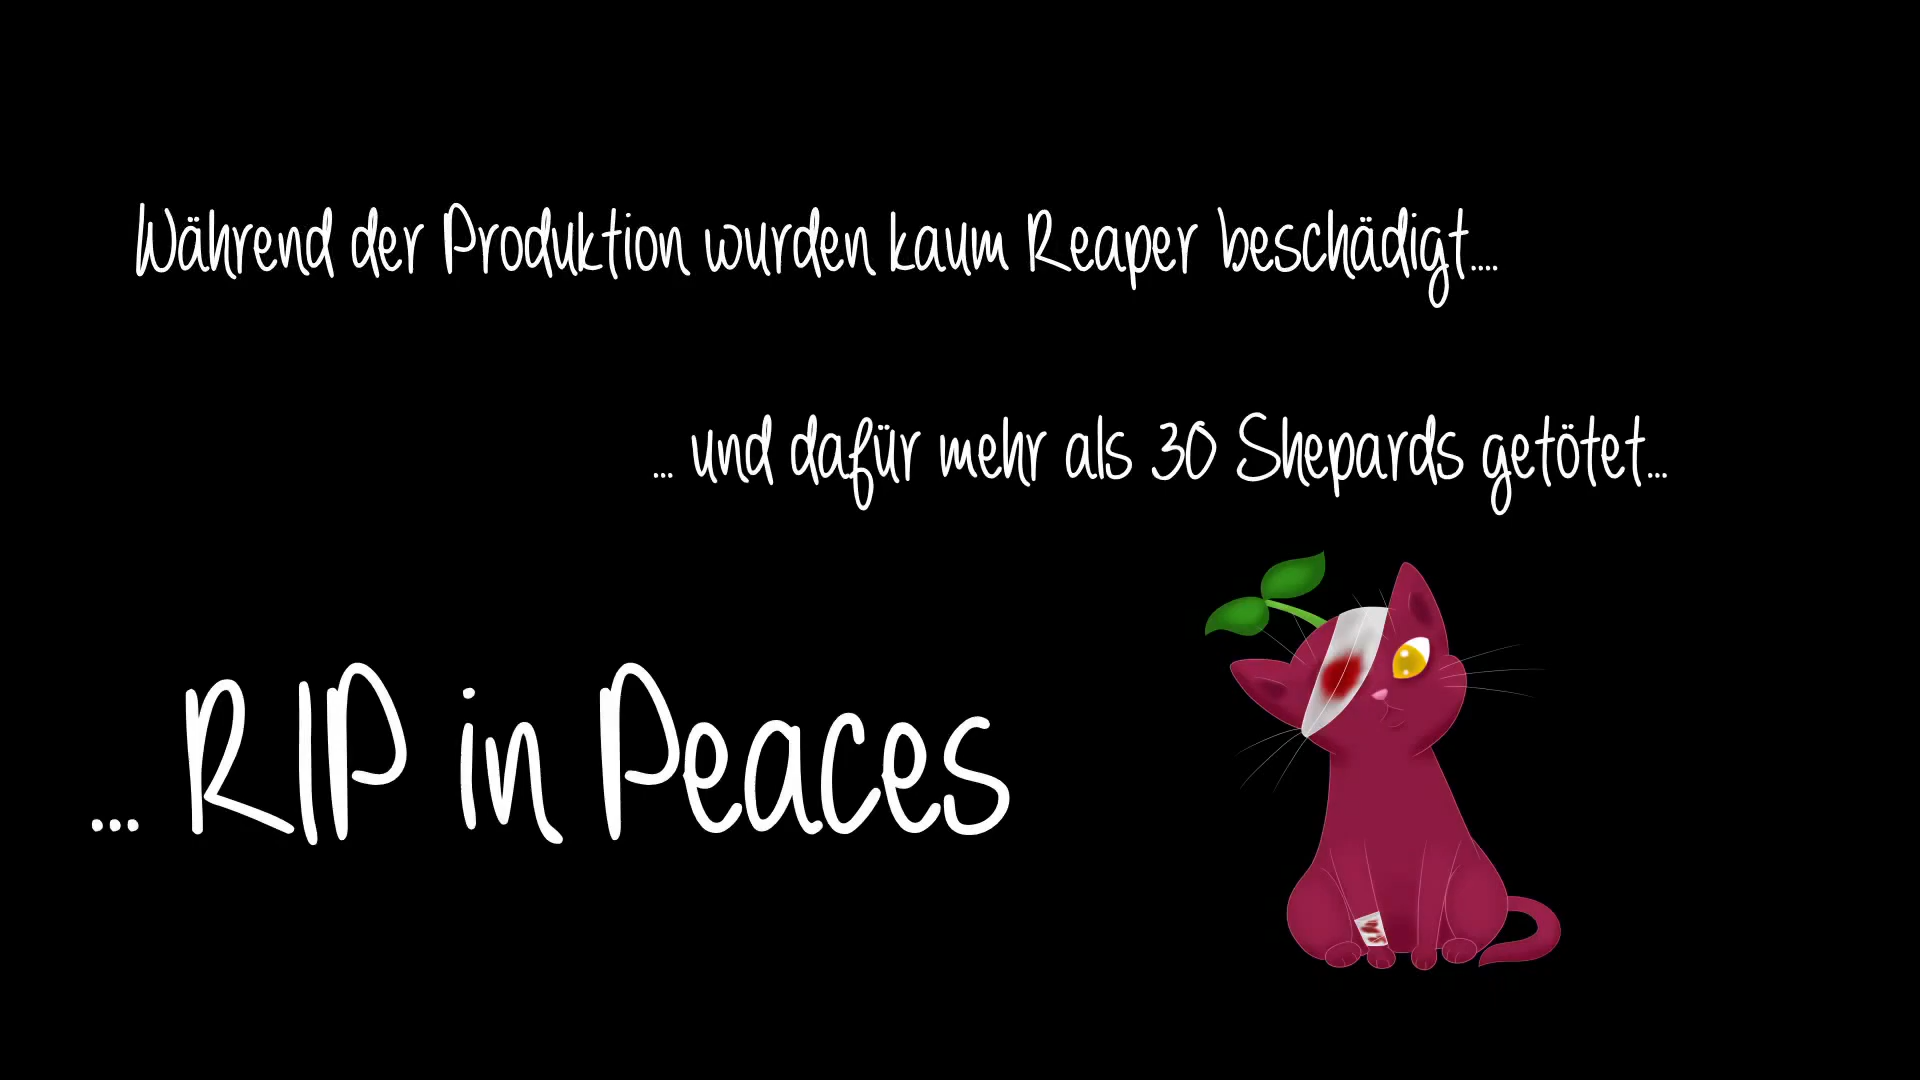 Während der Produktion wurden kaum Reaper beschädigt....
... und dafür mehr als 30 Shepards getötet...
... RIP in Peaces